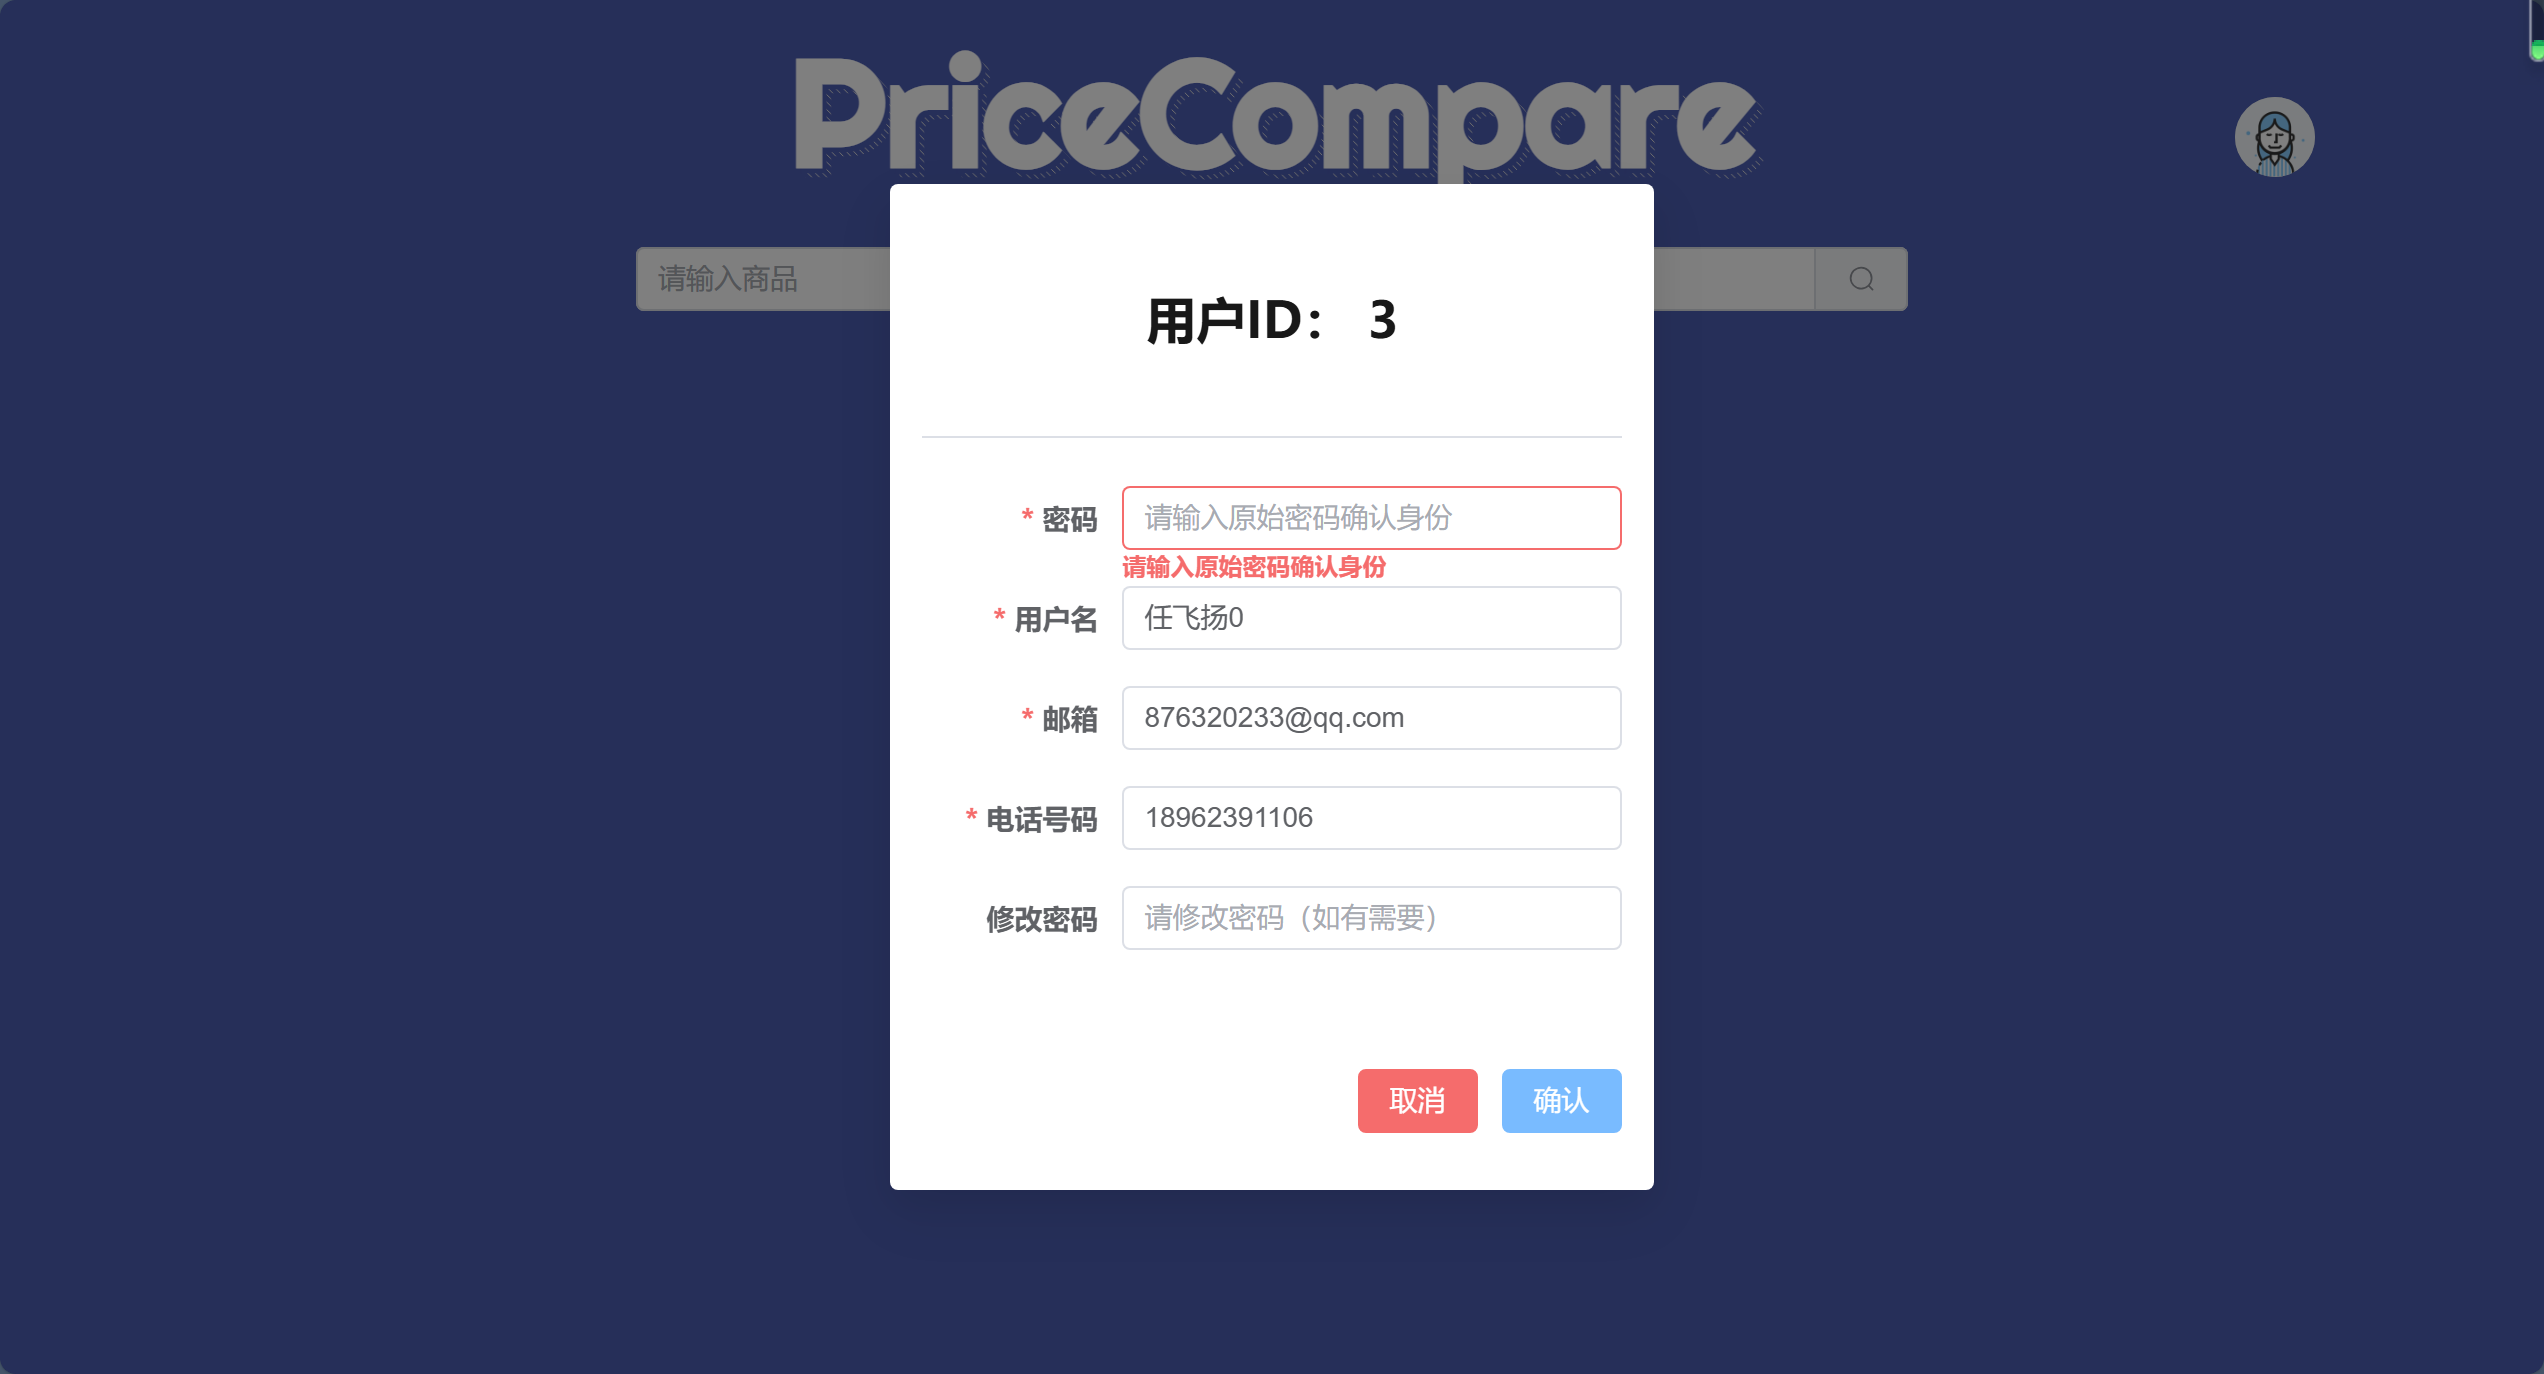 PriceCompare
请输入商品
用户ID： 3
* 密码
请输入原始密码确认身份
请输入原始密码确认身份
* 用户名
任飞扬0
* 邮箱
876320233@qq.com
* 电话号码
18962391106
修改密码
请修改密码（如有需要）
取消
确认